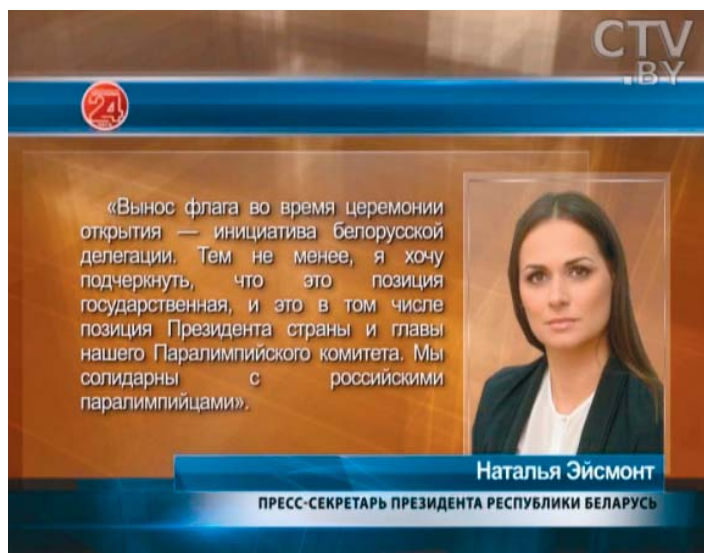 CTV
.BY
24
«Вынос флага во время церемонии
открытия — инициатива белорусской
делегации. Тем не менее, я хочу
подчеркнуть, что это позиция
государственная, и это в том числе
позиция Президента страны и главы
нашего Паралимпийского комитета. Мы
солидарны с российскими
паралимпийцами».
Наталья Эйсмонт
ПРЕСС-СЕКРЕТАРЬ ПРЕЗИДЕНТА РЕСПУБЛИКИ БЕЛАРУСЬ